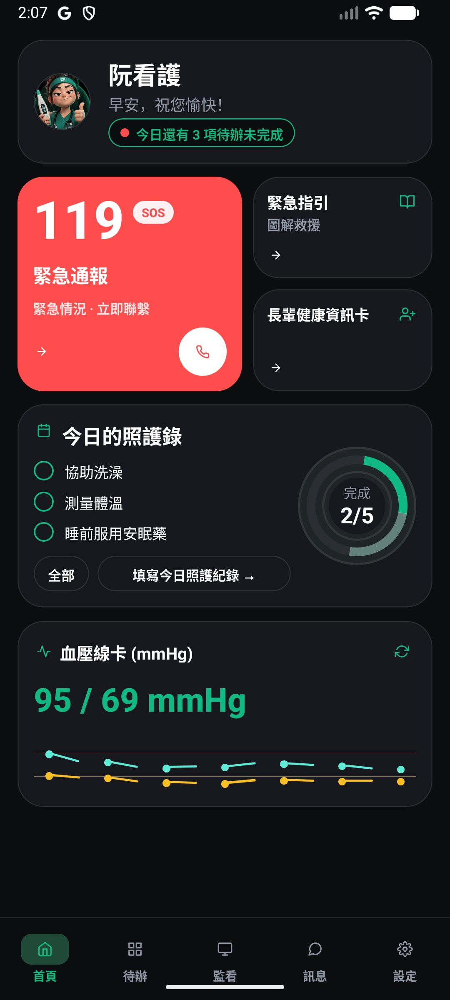 2:07
阮看護
早安，祝您愉快！
今日還有 3 項待辦未完成
119 SOS
緊急通報
緊急情況 · 立即聯繫
→
緊急指引
圖解救援
→
長輩健康資訊卡
→
今日的照護錄
協助洗澡
測量體溫
睡前服用安眠藥
全部
填寫今日照護紀錄 →
完成
2/5
血壓線卡 (mmHg)
95 / 69 mmHg
首頁
待辦
監看
訊息
設定